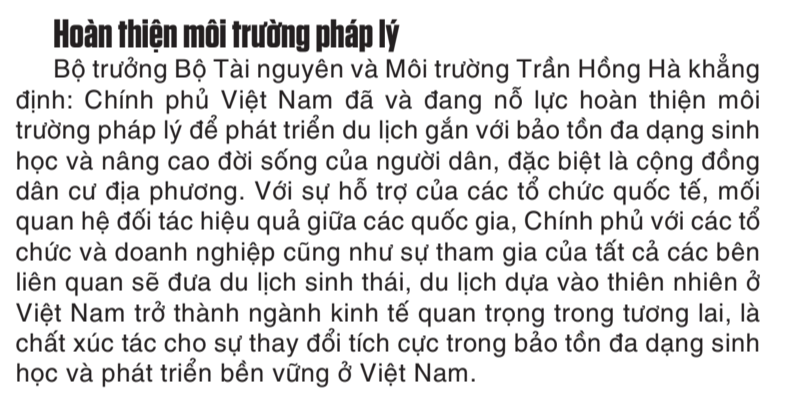 Hoàn thiện môi trường pháp lý
Bộ trưởng Bộ Tài nguyên và Môi trường Trần Hồng Hà khẳng
định: Chính phủ Việt Nam đã và đang nỗ lực hoàn thiện môi
trường pháp lý để phát triển du lịch gắn với bảo tồn đa dạng sinh
học và nâng cao đời sống của người dân, đặc biệt là cộng đồng
dân cư địa phương. Với sự hỗ trợ của các tổ chức quốc tế, mối
quan hệ đối tác hiệu quả giữa các quốc gia, Chính phủ với các tổ
chức và doanh nghiệp cũng như sự tham gia của tất cả các bên
liên quan sẽ đưa du lịch sinh thái, du lịch dựa vào thiên nhiên ở
Việt Nam trở thành ngành kinh tế quan trọng trong tương lai, là
chất xúc tác cho sự thay đổi tích cực trong bảo tồn đa dạng sinh
học và phát triển bền vững ở Việt Nam.